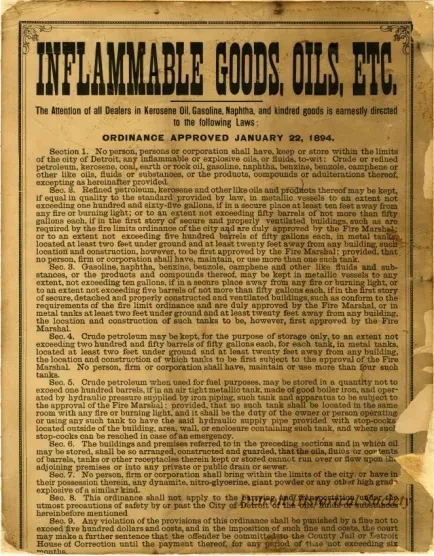 INFLAMMABLE GOODS, OILS, ETC.
The Attention of all Dealers in Kerosene Oil, Gasoline, Naphtha, and kindred goods is earnestly directed
to the following Laws:
ORDINANCE APPROVED JANUARY 22, 1894.
Section 1. No person, persons or corporation shall have, keep or store within the limits
of the city of Detroit, any inflammable or explosive oils, or fluids, to-wit: Crude or refined
petroleum, kerosene, coal, earth or rock oil, gasoline, naphtha, benzine, benzole, camphene or
other like oils, fluids or substances, or the products, compounds or adulterations thereof,
excepting as hereinafter provided.
Sec. 2. Refined petroleum, kerosene and other like oils and products thereof may be kept,
if equal in quality to the standard provided by law, in metallic vessels to an extent not
exceeding one hundred and sixty-five gallons, if in a secure place at least ten feet away from
any fire or burning light; or to an extent not exceeding fifty barrels of not more than fifty
gallons each, if in the first story of secure and properly ventilated buildings, such as are
required by the fire limits ordinance of the city and are duly approved by the Fire Marshal;
or to an extent not exceeding five hundred barrels of fifty gallons each, in metal tanks,
located at least two feet under ground and at least twenty feet away from any building, such
location and construction, however, to be first approved by the Fire Marshal; provided, that
no person, firm or corporation shall have, maintain, or use more than one such tank.
Sec. 3. Gasoline, naphtha, benzine, benzole, camphene and other like fluids and sub-
stances, or the products and compounds thereof, may be kept in metallic vessels to any
extent, not exceeding ten gallons, if in a secure place away from any fire or burning light, or
to an extent not exceeding five barrels of not more than fifty gallons each, if in the first story
of secure, detached and properly constructed and ventilated buildings, such as conform to the
requirements of the fire limit ordinance and are duly approved by the Fire Marshal, or in
metal tanks at least two feet under ground and at least twenty feet away from any building,
the location and construction of such tanks to be, however, first approved by the Fire
Marshal.
Sec. 4. Crude petroleum may be kept, for the purpose of storage only, to an extent not
exceeding two hundred and fifty barrels of fifty gallons each, for each tank, in metal tanks,
located at least two feet under ground and at least twenty feet away from any building,
the location and construction of which tanks to be first subject to the approval of the Fire
Marshal. No person, firm or corporation shall have, maintain or use more than four such
tanks.
Sec. 5. Crude petroleum when used for fuel purposes, may be stored in a quantity not to
exceed one hundred barrels, if in an air tight metallic tank, made of good boiler iron, and oper-
ated by hydraulic pressure supplied by iron piping, such tank and apparatus to be subject to
the approval of the Fire Marshal; provided, that no such tank shall be located in the same
room with any fire or burning light, and it shall be the duty of the owner or person operating
or using any such tank to have the said hydraulic supply pipe provided with stop-cocks
located outside of the building, area, wall, or enclosure containing such tank, and where such
stop-cocks can be reached in case of an emergency.
Sec. 6. The buildings and premises referred to in the preceding sections and in which oil
may be stored, shall be so arranged, constructed and guarded, that the oils, fluids or contents
of barrels, tanks or other receptacles therein kept or stored cannot run over or flow upon
adjoining premises or into any private or public drain or sewer.
Sec. 7. No person, firm or corporation shall bring within the limits of the city, or have in
their possession therein, any dynamite, nitro-glycerine, giant powder or any other high grade
explosive of a similar kind.
Sec. 8. This ordinance shall not apply to the carrying and transportation under the
utmost precautions of safety by or past the City of Detroit of the said fluids or substances
hereinbefore mentioned
Sec. 9. Any violation of the provisions of this ordinance shall be punished by a fine not to
exceed five hundred dollars and costs, and in the imposition of such fine and costs, the court
may make a further sentence that the offender be committed to the County Jail or Detroit
House of Correction until the payment thereof, for any period of time not exceeding six
months.